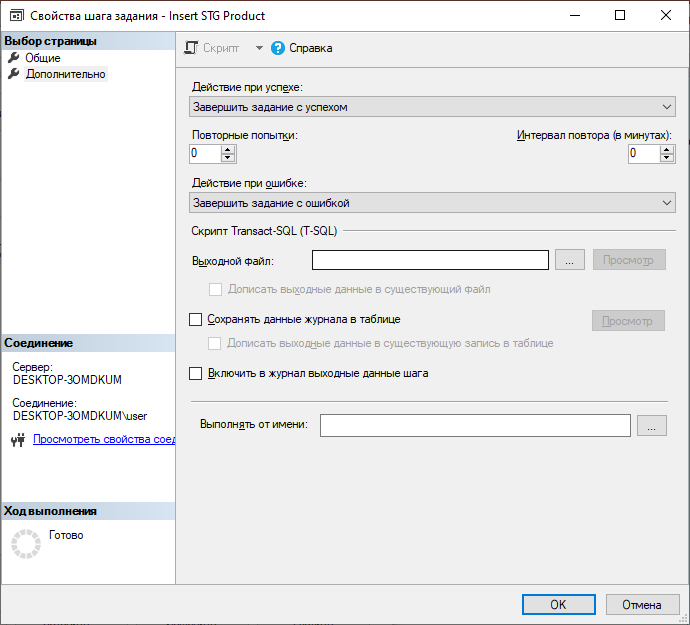 Свойства шага задания - Insert STG Product
Выбор страницы
Общие
Дополнительно
Скрипт
Справка
Действие при успехе:
Завершить задание с успехом
Повторные попытки:
Интервал повтора (в минутах):
0
0
Действие при ошибке:
Завершить задание с ошибкой
Скрипт Transact-SQL (T-SQL)
Выходной файл:
...
Просмотр
Дописать выходные данные в существующий файл
Сохранять данные журнала в таблице
Просмотр
Дописать выходные данные в существующую запись в таблице
Включить в журнал выходные данные шага
Выполнять от имени:
...
Соединение
Сервер:
DESKTOP-3OMDKUM
Соединение:
DESKTOP-3OMDKUM\user
Просмотреть свойства соед
Ход выполнения
Готово
OK
Отмена